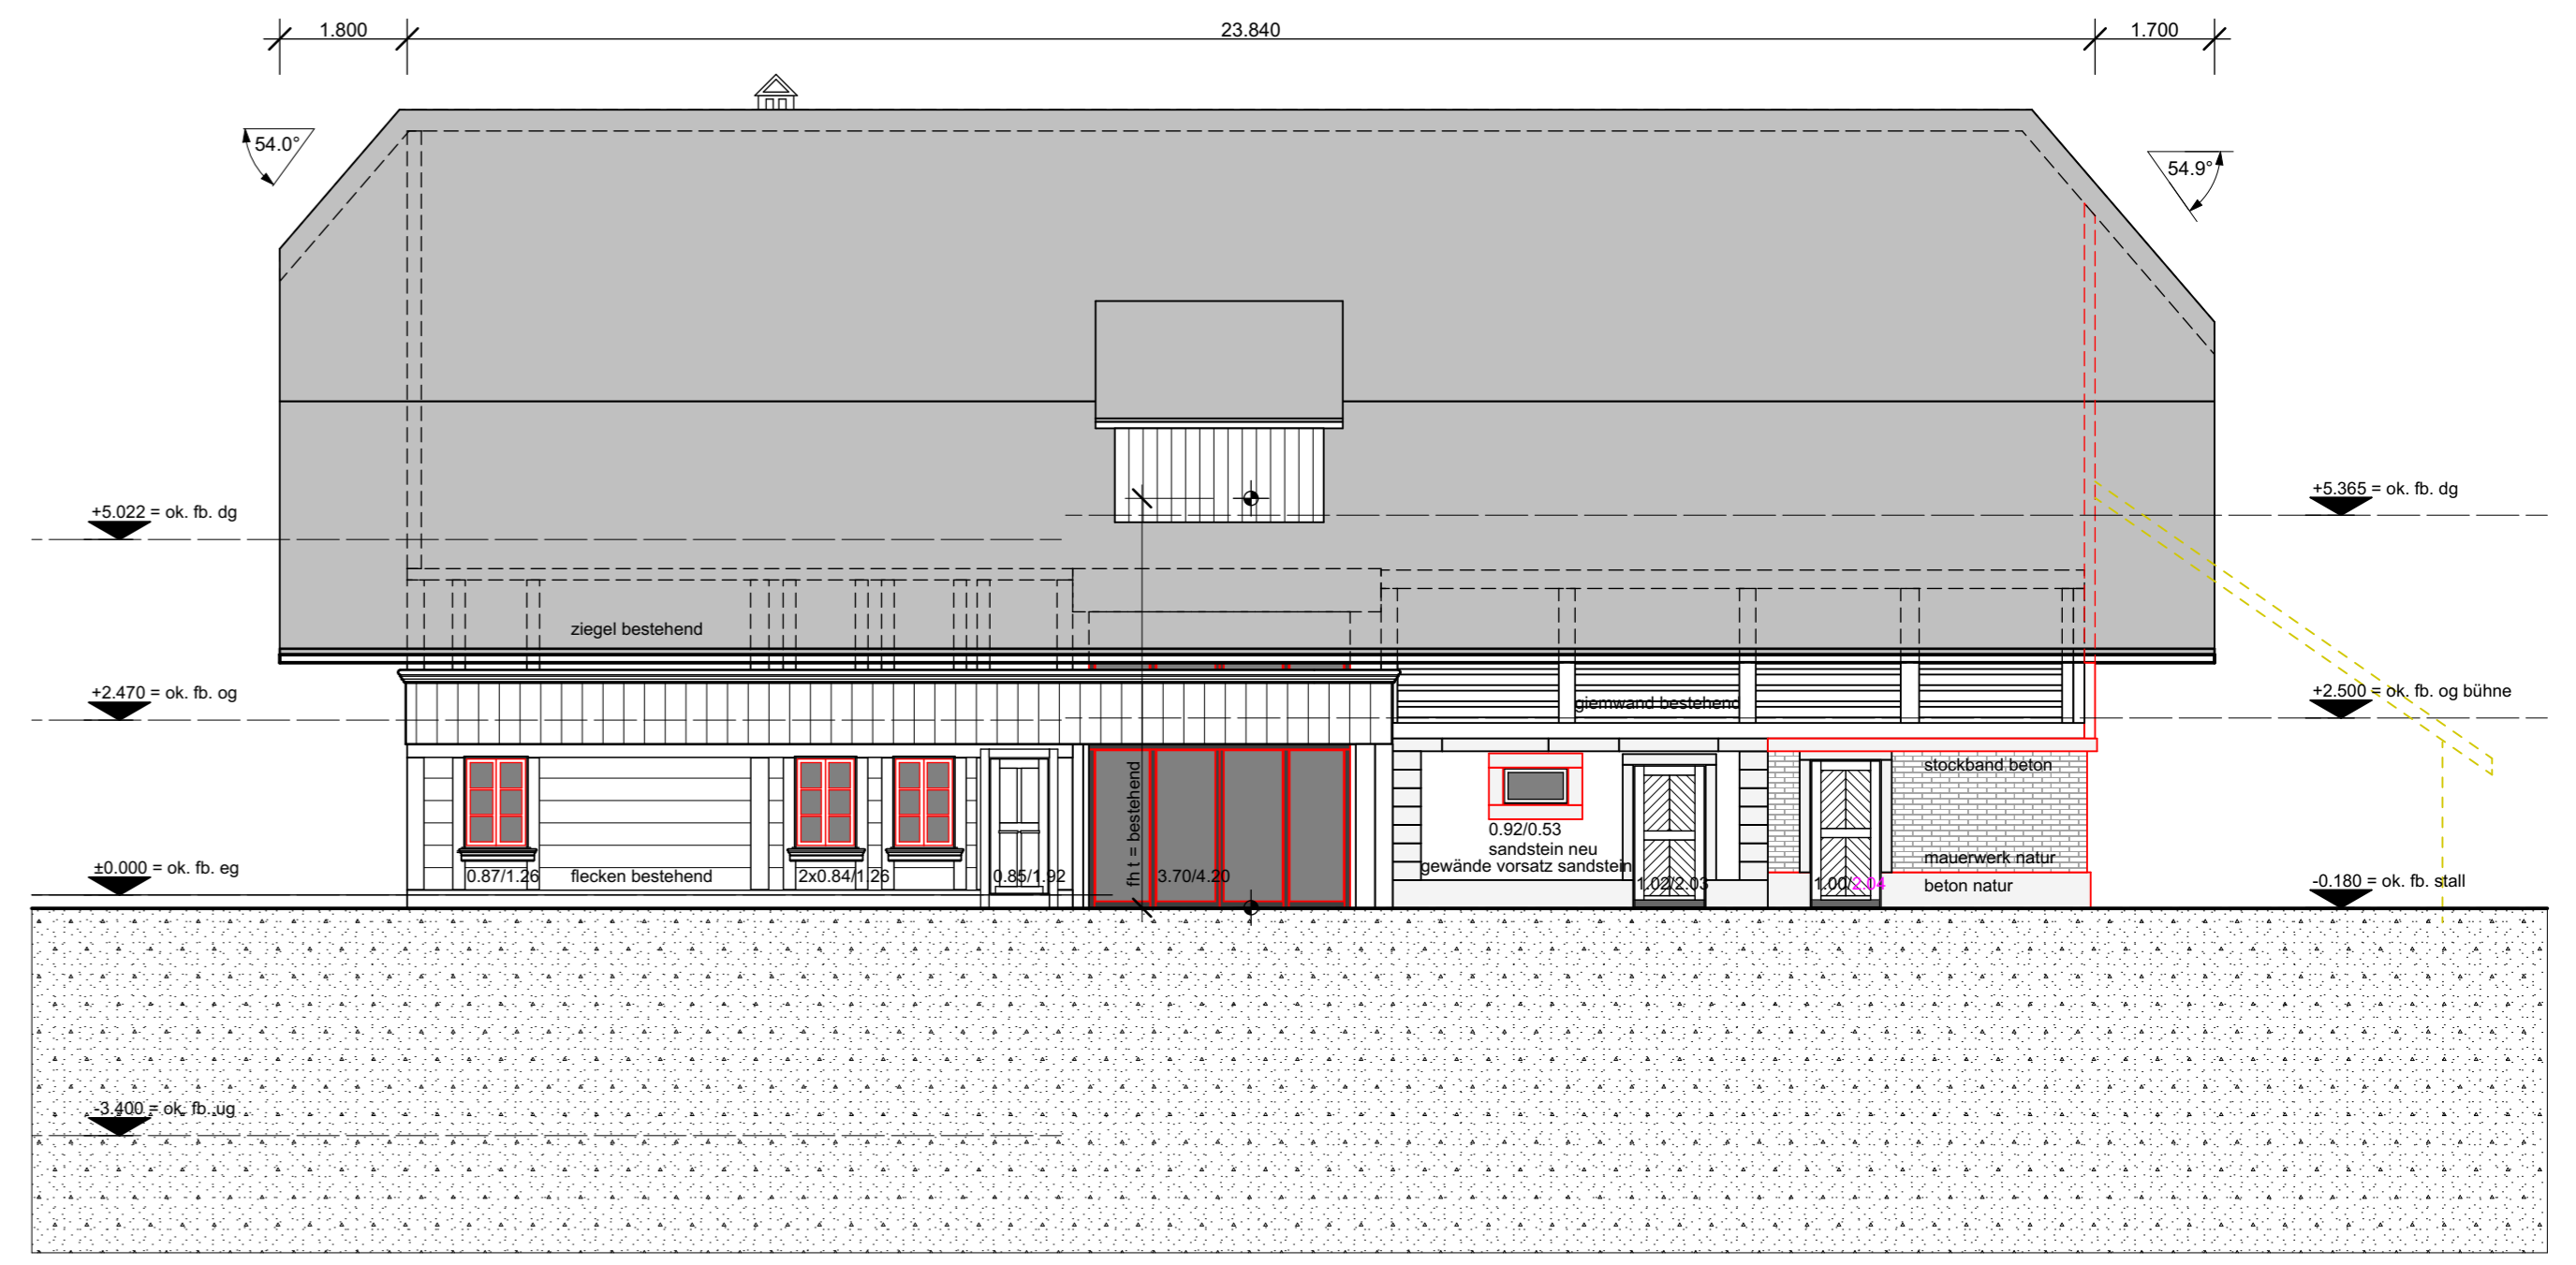 1.800
23.840
1.700
54.0°
54.9°
+5.022 = ok. fb. dg
+5.365 = ok. fb. dg
ziegel bestehend
+2.470 = ok. fb. og
+2.500 = ok. fb. og bühne
giemwand bestehend
fh t = bestehend
stockband beton
0.92/0.53
sandstein neu
gewände vorsatz sandstein
mauerwerk natur
±0.000 = ok. fb. eg
0.87/1.26
flecken bestehend
2x0.84/1.26
0.85/1.92
3.70/4.20
1.02/2.03
1.00/2.04
beton natur
-0.180 = ok. fb. stall
-3.400 = ok. fb. ug